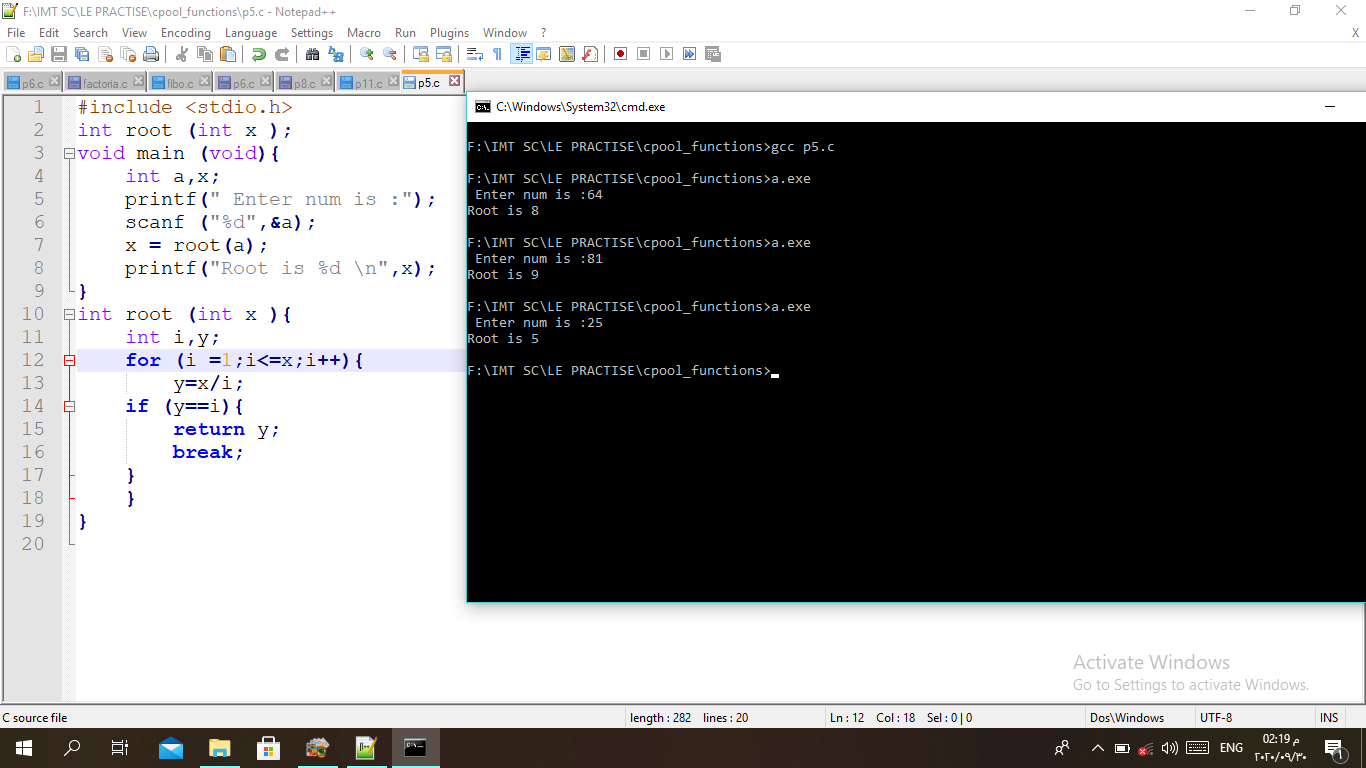 F:\IMT SC\LE PRACTISE\cpool_functions\p5.c - Notepad++
File Edit Search View Encoding Language Settings Macro Run Plugins Window ? X
p6.c factoria.c fibo.c p6.c p8.c p11.c p5.c
1 #include <stdio.h>
2 int root (int x );
3 void main (void){
4 int a,x;
5 printf(" Enter num is :");
6 scanf ("%d",&a);
7 x = root(a);
8 printf("Root is %d \n",x);
9 }
10 int root (int x ){
11 int i,y;
12 for (i =1;i<=x;i++){
13 y=x/i;
14 if (y==i){
15 return y;
16 break;
17 }
18 }
19 }
20
C:\Windows\System32\cmd.exe
F:\IMT SC\LE PRACTISE\cpool_functions>gcc p5.c
F:\IMT SC\LE PRACTISE\cpool_functions>a.exe
Enter num is :64
Root is 8
F:\IMT SC\LE PRACTISE\cpool_functions>a.exe
Enter num is :81
Root is 9
F:\IMT SC\LE PRACTISE\cpool_functions>a.exe
Enter num is :25
Root is 5
F:\IMT SC\LE PRACTISE\cpool_functions>
Activate Windows
Go to Settings to activate Windows.
C source file length : 282 lines : 20 Ln : 12 Col : 18 Sel : 0 | 0 Dos\Windows UTF-8 INS
ENG
02:19 م
٢٠٢٠/٠٩/٣٠
1